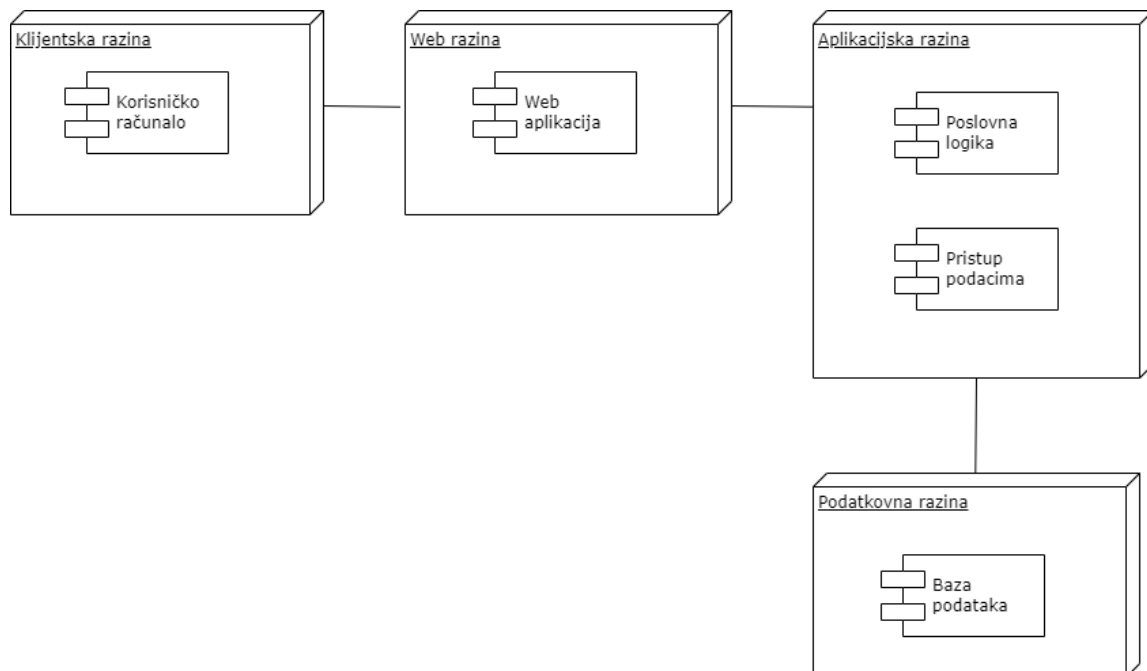 Klijentska razina
Korisničko
računalo
Web razina
Web
aplikacija
Aplikacijska razina
Poslovna
logika
Pristup
podacima
Podatkovna razina
Baza
podataka